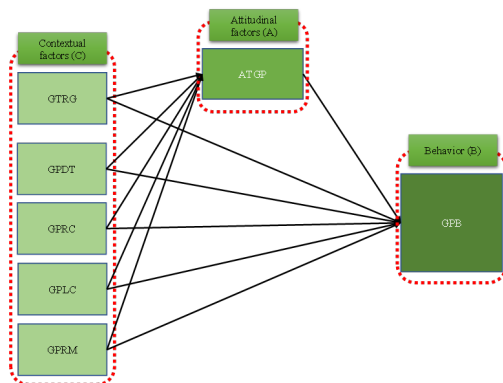 Attitudinal
factors (A)
Contextual
factors (C)
ATGP
GTRG
Behavior (B)
GPDT
GPRC
GPB
GPLC
GPRM